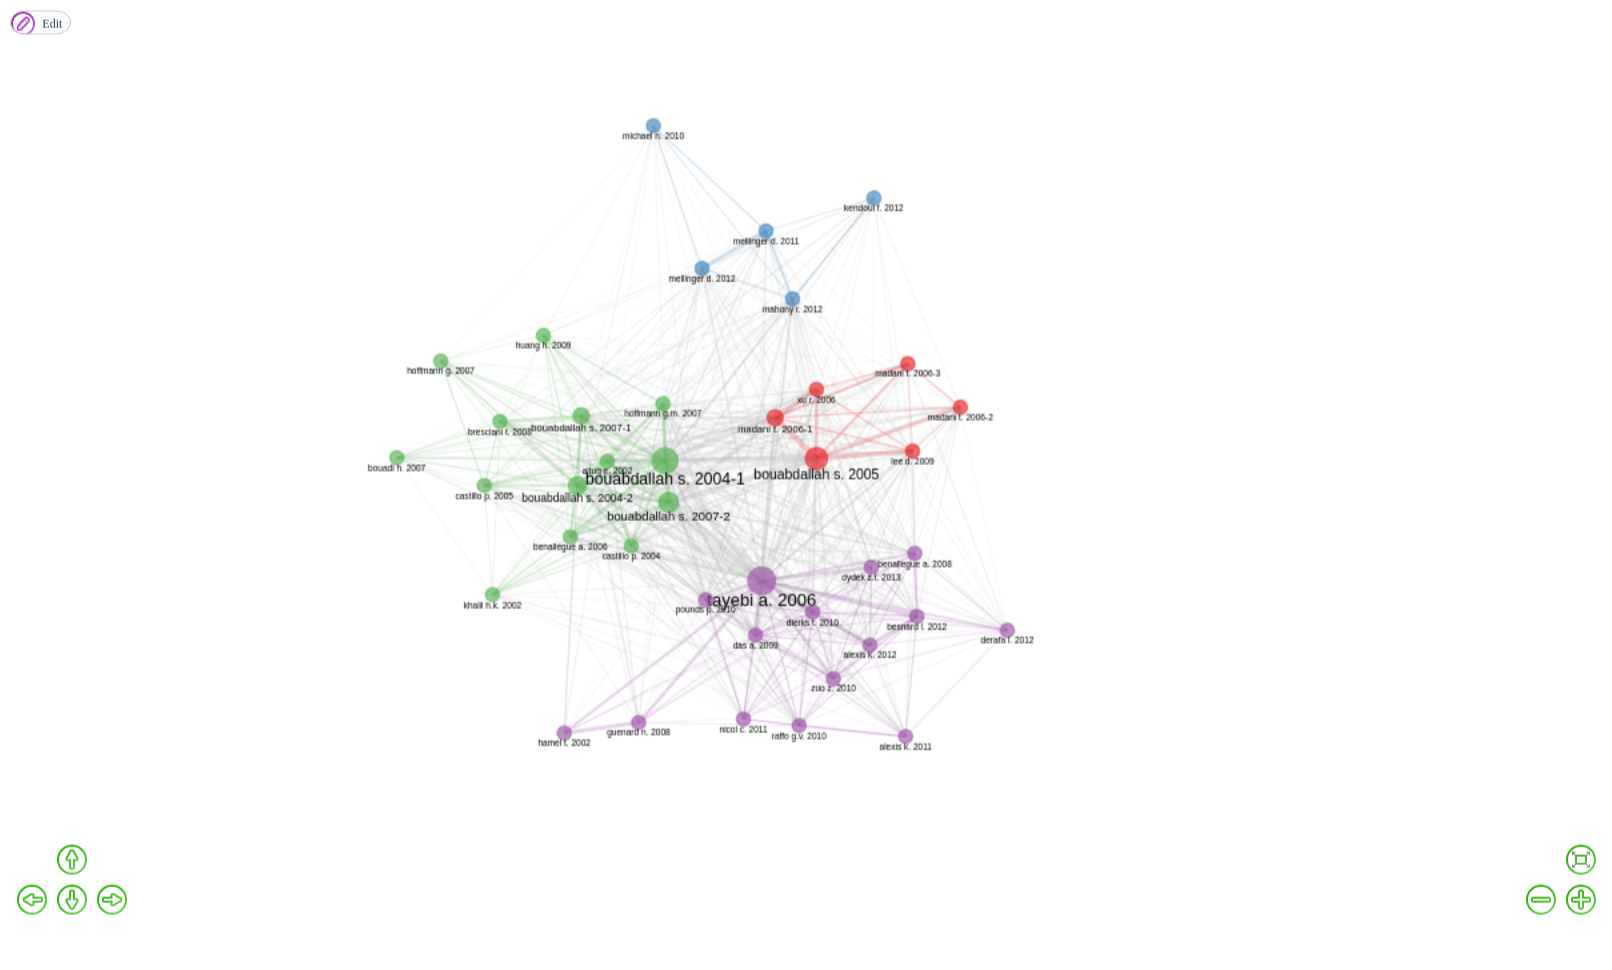 Edit
michael n. 2010
kendoul f. 2012
mellinger d. 2011
mellinger d. 2012
mahony r. 2012
huang h. 2009
hoffmann g. 2007
madani t. 2006-3
xu r. 2006
hoffmann g.m. 2007
madani t. 2006-2
bresciani t. 2008
bouabdallah s. 2007-1
madani t. 2006-1
lee d. 2009
bouadi h. 2007
altug e. 2002
bouabdallah s. 2004-1
bouabdallah s. 2005
castillo p. 2005
bouabdallah s. 2004-2
bouabdallah s. 2007-2
benallegue a. 2006
castillo p. 2004
benallegue a. 2008
dydek z.t. 2013
tayebi a. 2006
khalil h.k. 2002
pounds p. 2010
dierks t. 2010
besnard l. 2012
derafa l. 2012
das a. 2009
alexis k. 2012
zuo z. 2010
guenard n. 2008
nicol c. 2011
raffo g.v. 2010
hamel t. 2002
alexis k. 2011